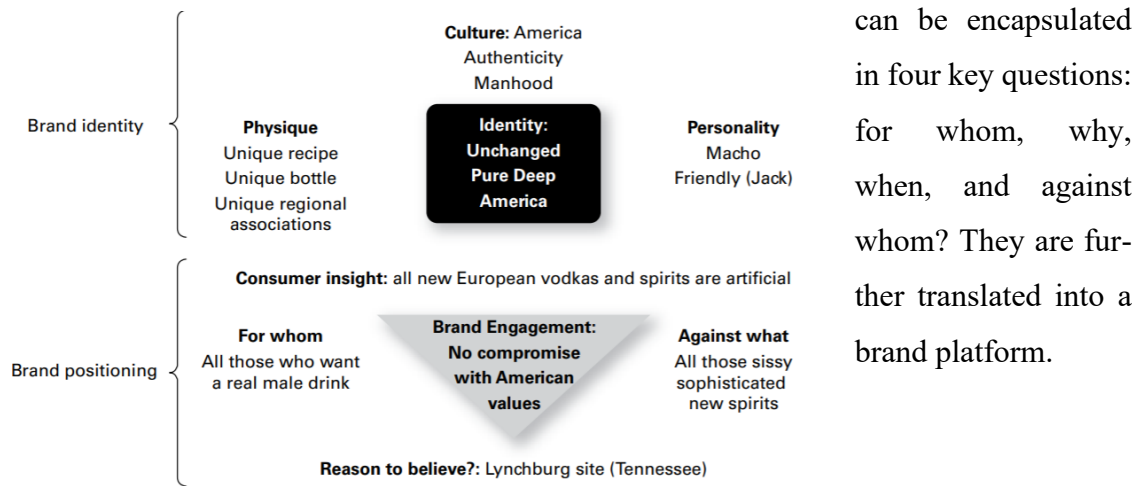 Culture: America
Authenticity
Manhood
Brand identity
Physique
Unique recipe
Unique bottle
Unique regional
associations
Identity:
Unchanged
Pure Deep
America
Personality
Macho
Friendly (Jack)
Consumer insight: all new European vodkas and spirits are artificial
Brand positioning
For whom
All those who want
a real male drink
Brand Engagement:
No compromise
with American
values
Against what
All those sissy
sophisticated
new spirits
Reason to believe?: Lynchburg site (Tennessee)
can be encapsulated
in four key questions:
for whom, why,
when, and against
whom? They are fur-
ther translated into a
brand platform.